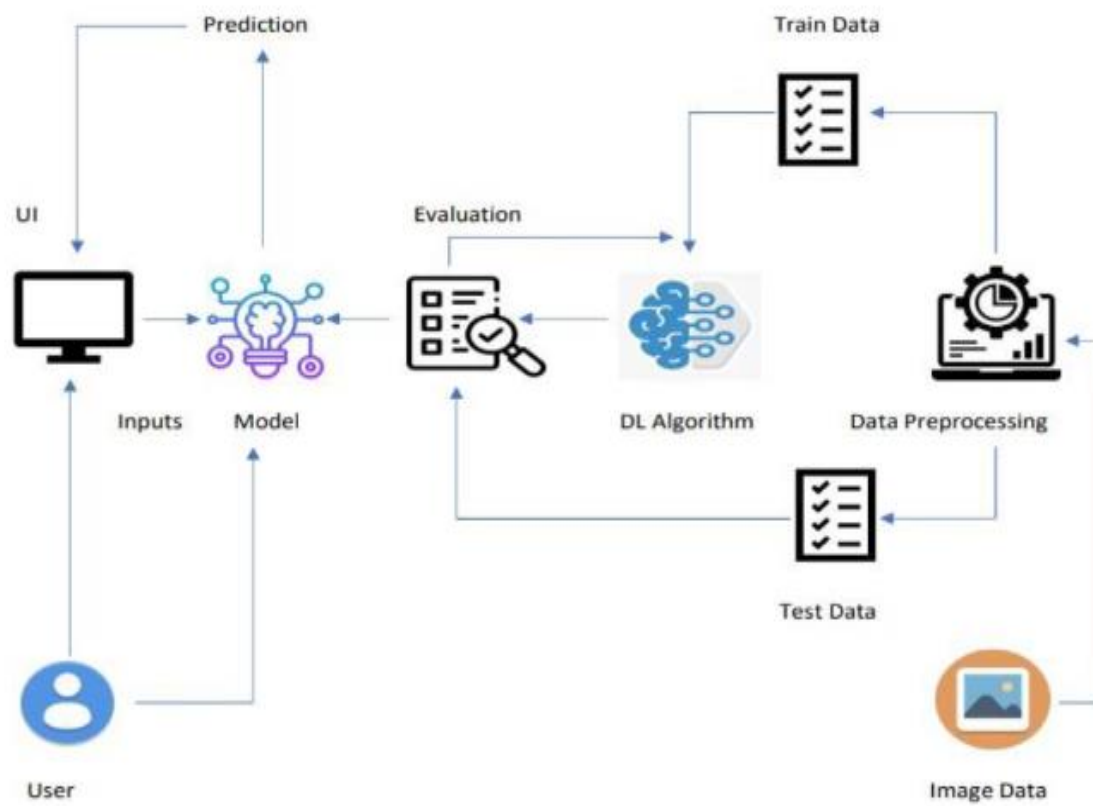 Prediction
Train Data
UI
Evaluation
Inputs
Model
DL Algorithm
Data Preprocessing
Test Data
User
Image Data